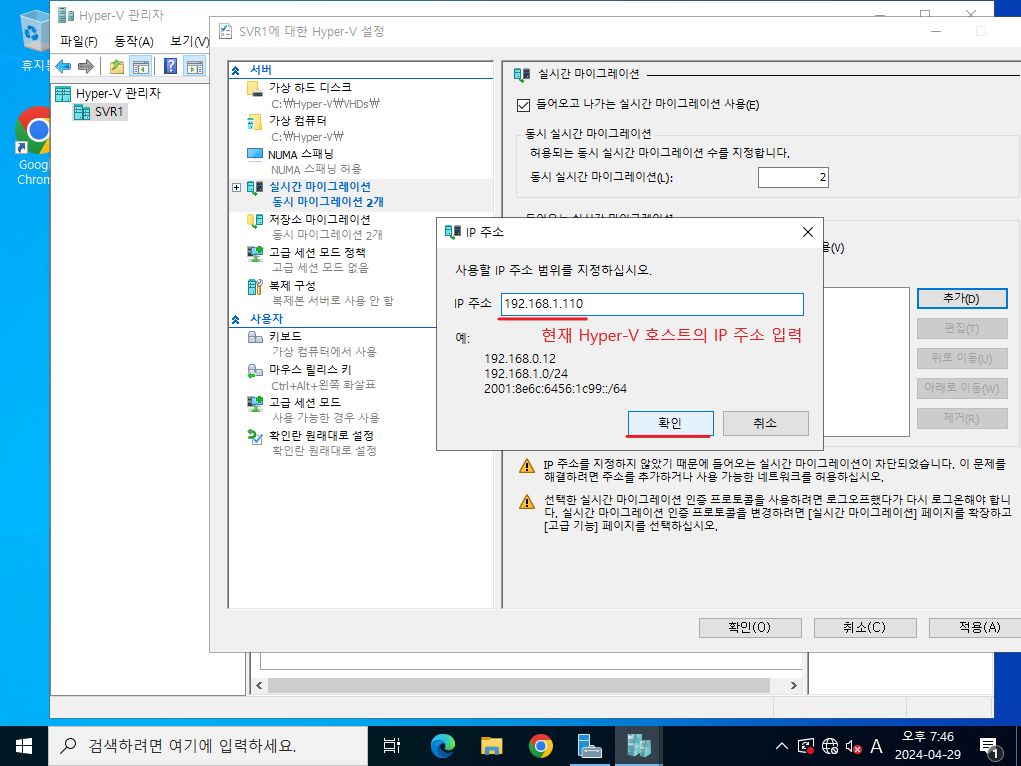 휴지통
Google
Chrom
Hyper-V 관리자
파일(F)
동작(A)
보기(V)
Hyper-V 관리자
SVR1
SVR1에 대한 Hyper-V 설정
서버
가상 하드 디스크
C:₩Hyper-V₩VHDs₩
가상 컴퓨터
C:₩Hyper-V₩
NUMA 스패닝
NUMA 스패닝 허용
실시간 마이그레이션
동시 마이그레이션 2개
저장소 마이그레이션
동시 마이그레이션 2개
고급 세션 모드 정책
고급 세션 모드 없음
복제 구성
복제본 서버로 사용 안 함
사용자
키보드
가상 컴퓨터에서 사용
마우스 릴리스 키
Ctrl+Alt+왼쪽 화살표
고급 세션 모드
사용 가능한 경우 사용
확인란 원래대로 설정
확인란 원래대로 설정
실시간 마이그레이션
들어오고 나가는 실시간 마이그레이션 사용(E)
동시 실시간 마이그레이션
허용되는 동시 실시간 마이그레이션 수를 지정합니다.
동시 실시간 마이그레이션(L):
2
IP 주소
사용할 IP 주소 범위를 지정하십시오.
IP 주소
192.168.1.110
예:
현재 Hyper-V 호스트의 IP 주소 입력
192.168.0.12
192.168.1.0/24
2001:8e6c:6456:1c99::/64
확인
취소
추가(D)
편집(T)
위로 이동(U)
아래로 이동(W)
제거(R)
IP 주소를 지정하지 않았기 때문에 들어오는 실시간 마이그레이션이 차단되었습니다. 이 문제를
해결하려면 주소를 추가하거나 사용 가능한 네트워크를 허용하십시오.
선택한 실시간 마이그레이션 인증 프로토콜을 사용하려면 로그오프했다가 다시 로그온해야 합니
다. 실시간 마이그레이션 인증 프로토콜을 변경하려면 [실시간 마이그레이션] 페이지를 확장하고
[고급 기능] 페이지를 선택하십시오.
확인(O)
취소(C)
적용(A)
검색하려면 여기에 입력하세요.
A
오후 7:46
2024-04-29
1